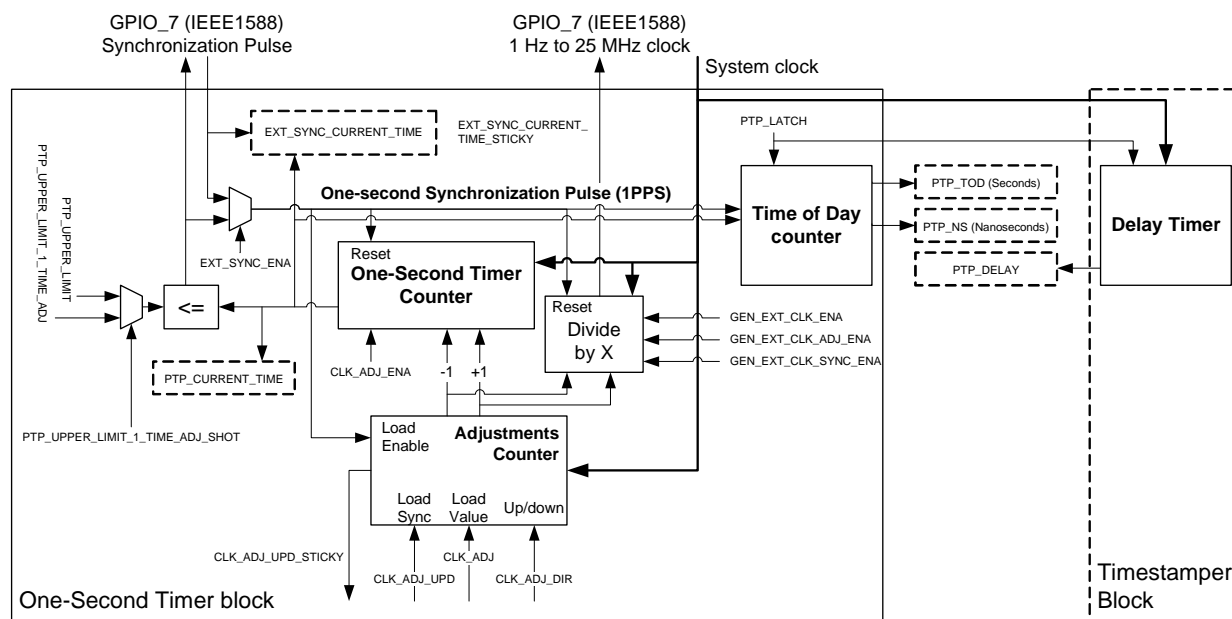 GPIO_7 (IEEE1588)
Synchronization Pulse
GPIO_7 (IEEE1588)
1 Hz to 25 MHz clock
System clock
EXT_SYNC_CURRENT_TIME
EXT_SYNC_CURRENT_
TIME_STICKY
PTP_LATCH
PTP_UPPER_LIMIT_1_TIME_ADJ
PTP_UPPER_LIMIT
One-second Synchronization Pulse (1PPS)
Time of Day
counter
PTP_TOD (Seconds)
PTP_NS (Nanoseconds)
PTP_DELAY
Delay Timer
EXT_SYNC_ENA
Reset
One-Second Timer
Counter
<=
Reset
Divide
by X
GEN_EXT_CLK_ENA
GEN_EXT_CLK_ADJ_ENA
GEN_EXT_CLK_SYNC_ENA
PTP_CURRENT_TIME
CLK_ADJ_ENA
-1
+1
PTP_UPPER_LIMIT_1_TIME_ADJ_SHOT
Load
Enable
Adjustments
Counter
Load
Sync
Load
Value
Up/down
CLK_ADJ_UPD_STICKY
CLK_ADJ_UPD
CLK_ADJ
CLK_ADJ_DIR
One-Second Timer block
Timestamper
Block